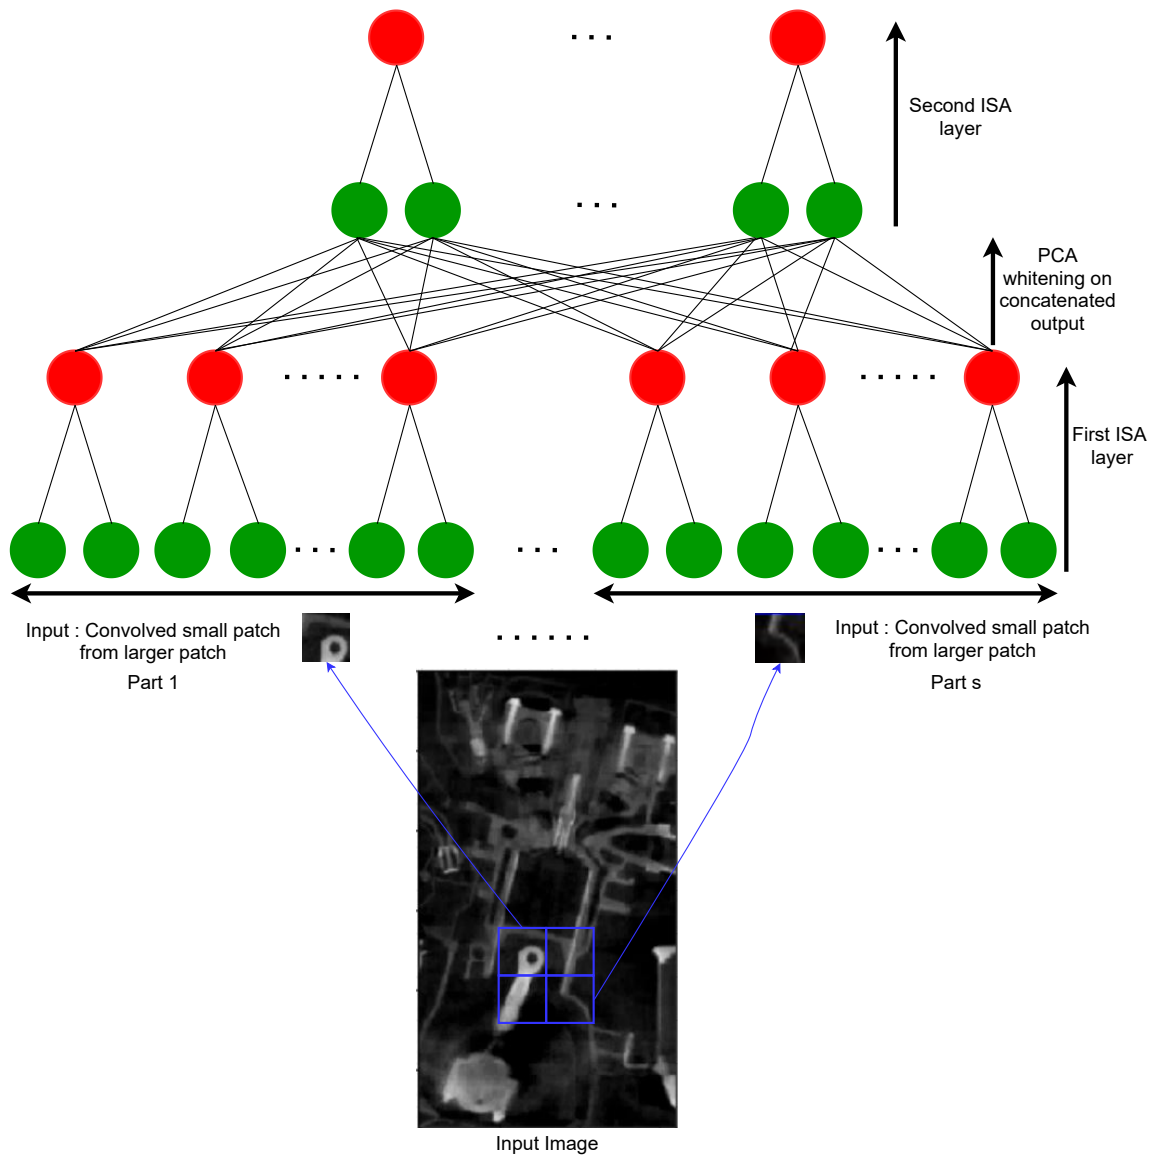 Second ISA
layer
PCA
whitening on
concatenated
output
First ISA
layer
Input : Convolved small patch
from larger patch
Part 1
Input : Convolved small patch
from larger patch
Part s
Input Image